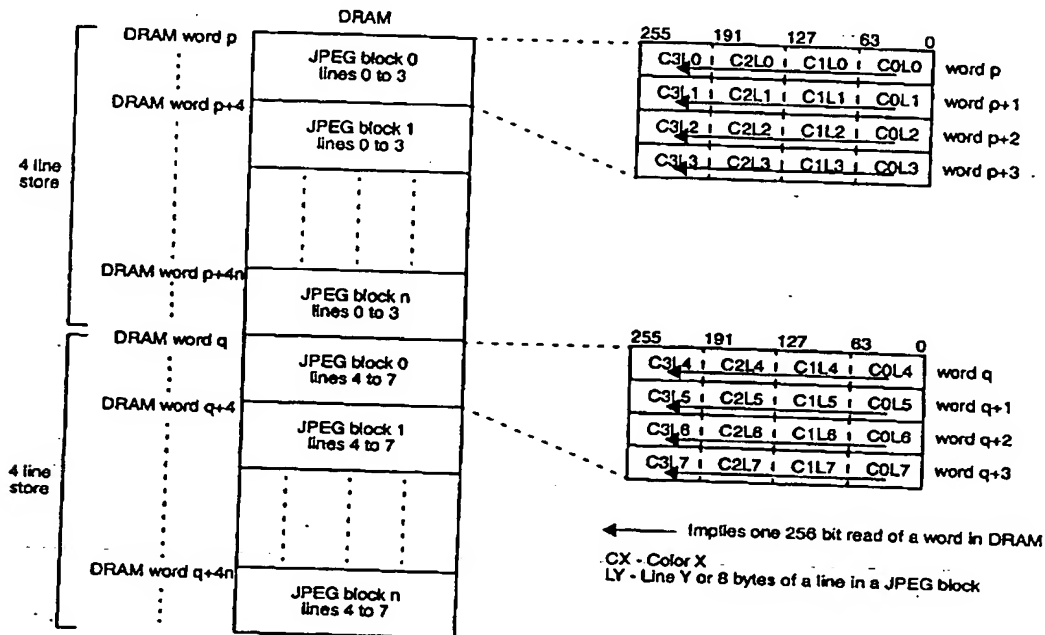 DRAM
DRAM word p
JPEG block 0
lines 0 to 3
DRAM word p+4
JPEG block 1
lines 0 to 3
4 line
store
DRAM word p+4n
JPEG block n
lines 0 to 3
DRAM word q
JPEG block 0
lines 4 to 7
DRAM word q+4
JPEG block 1
lines 4 to 7
4 line
store
DRAM word q+4n
JPEG block n
lines 4 to 7
255 191 127 63 0
C3L0 C2L0 C1L0 C0L0 word p
C3L1 C2L1 C1L1 C0L1 word p+1
C3L2 C2L2 C1L2 C0L2 word p+2
C3L3 C2L3 C1L3 C0L3 word p+3
255 191 127 63 0
C3L4 C2L4 C1L4 C0L4 word q
C3L5 C2L5 C1L5 C0L5 word q+1
C3L6 C2L6 C1L6 C0L6 word q+2
C3L7 C2L7 C1L7 C0L7 word q+3
Implies one 256 bit read of a word in DRAM
CX - Color X
LY - Line Y or 8 bytes of a line in a JPEG block